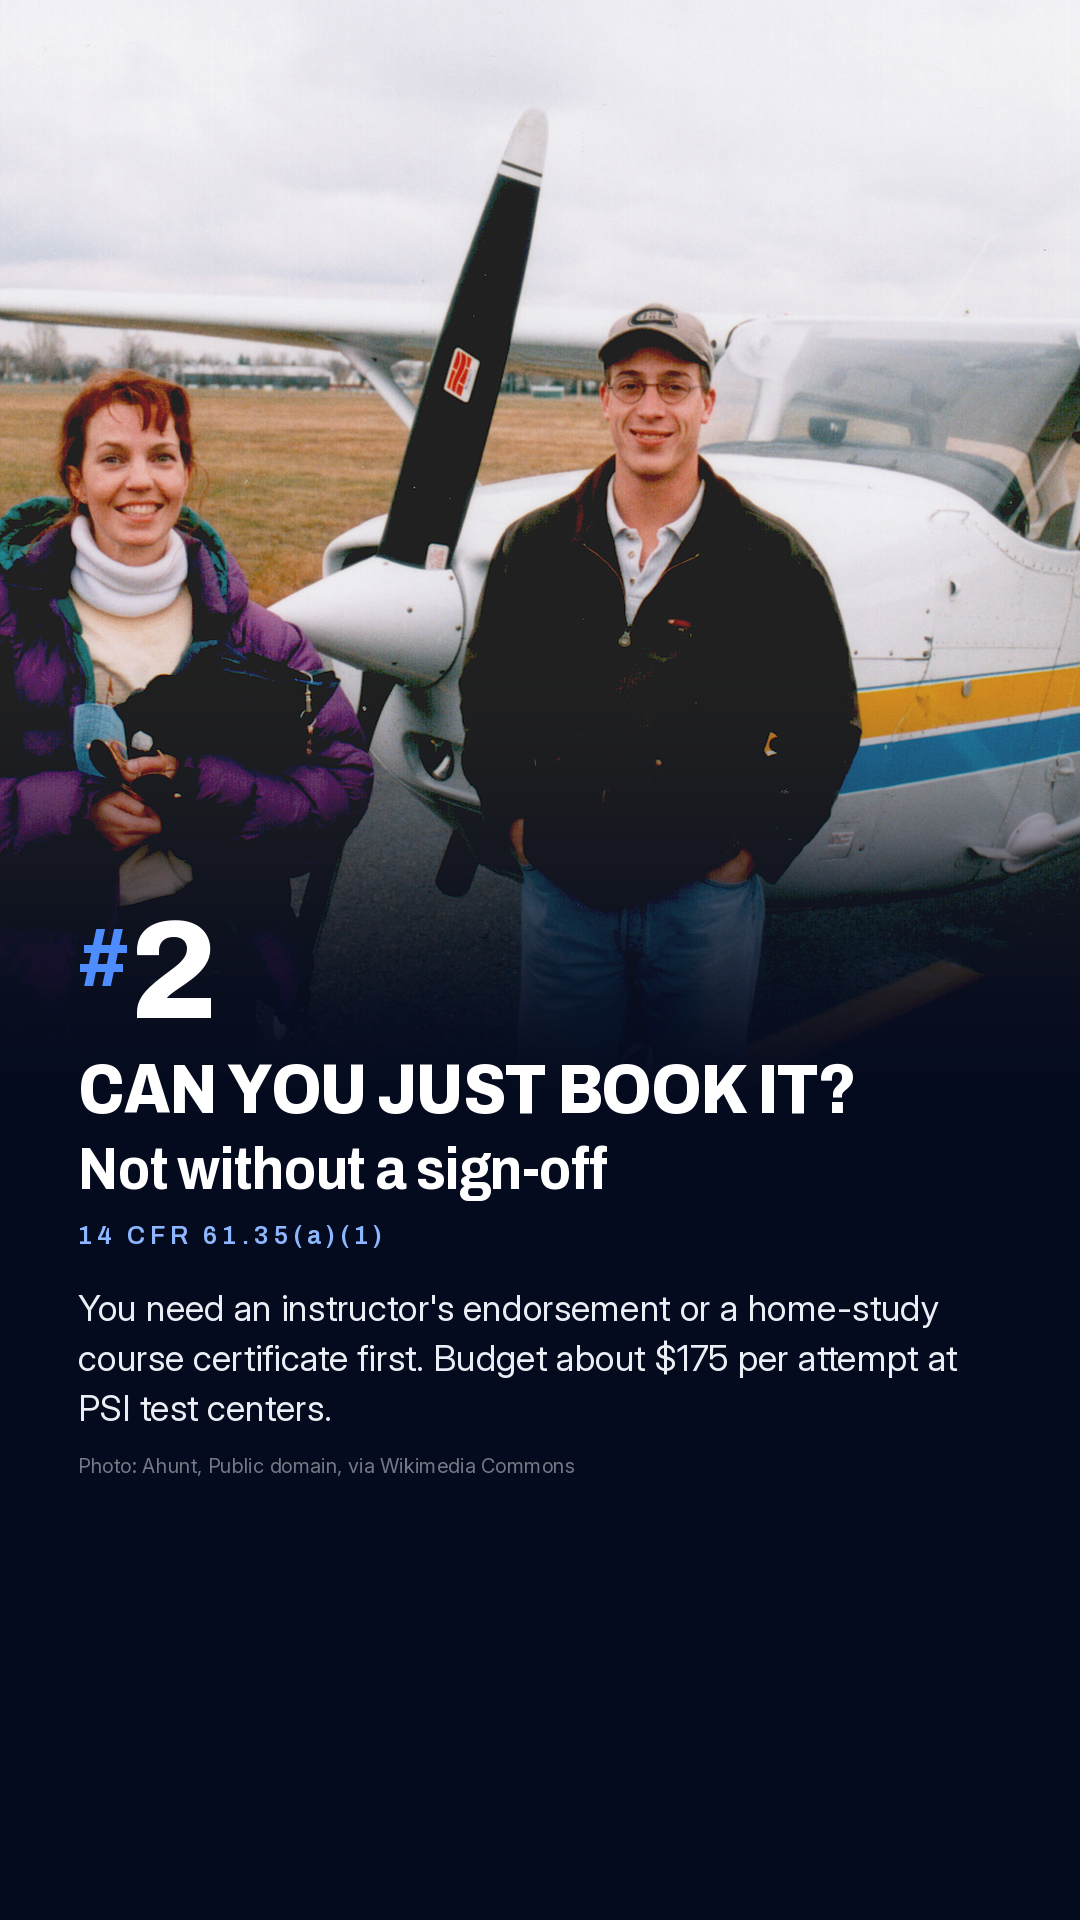 #2
CAN YOU JUST BOOK IT?
Not without a sign-off
14 CFR 61.35(a)(1)
You need an instructor's endorsement or a home-study
course certificate first. Budget about $175 per attempt at
PSI test centers.
Photo: Ahunt, Public domain, via Wikimedia Commons